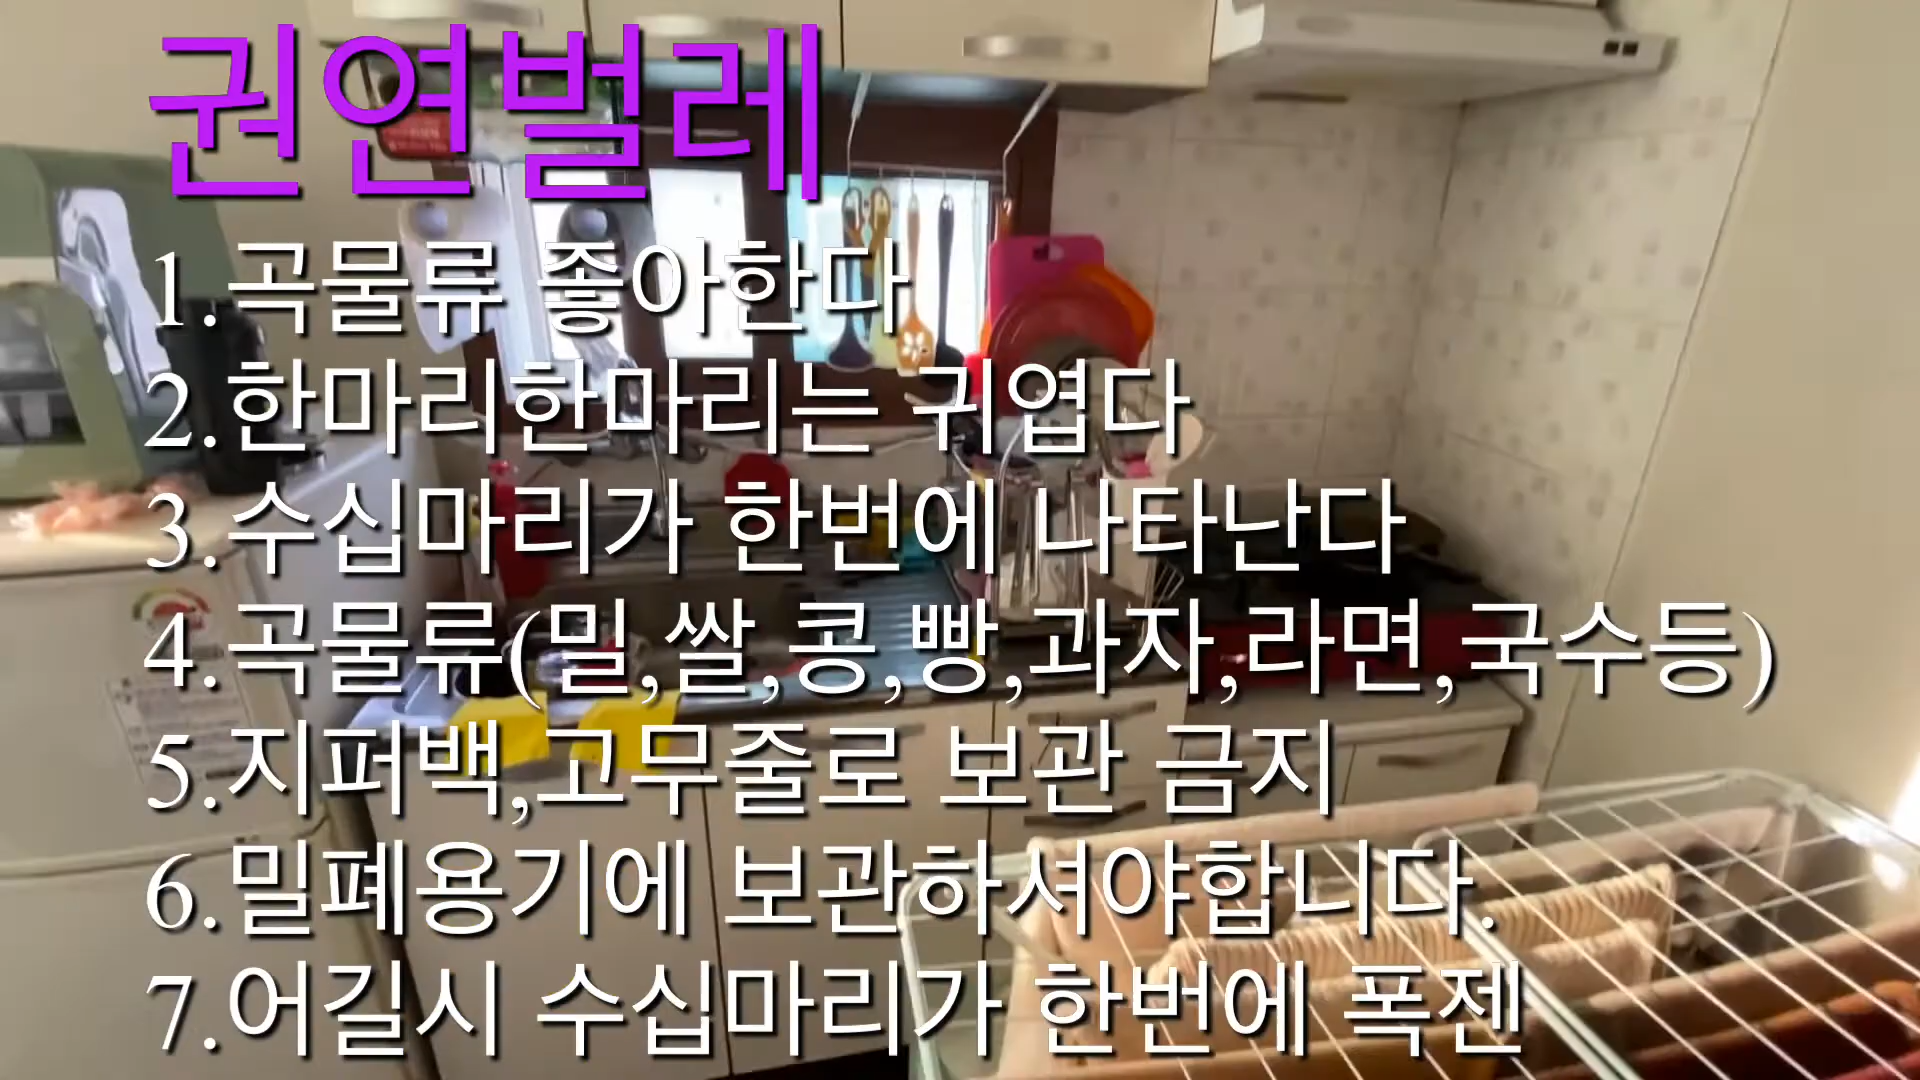 권연벌레
1.곡물류 좋아한다
2.한마리한마리는 귀엽다
3.수십마리가 한번에 나타난다
4.곡물류(밀,쌀,콩,빵,과자,라면,국수등)
5.지퍼백,고무줄로 보관 금지
6.밀폐용기에 보관하셔야합니다.
7.어길시 수십마리가 한번에 폭젠